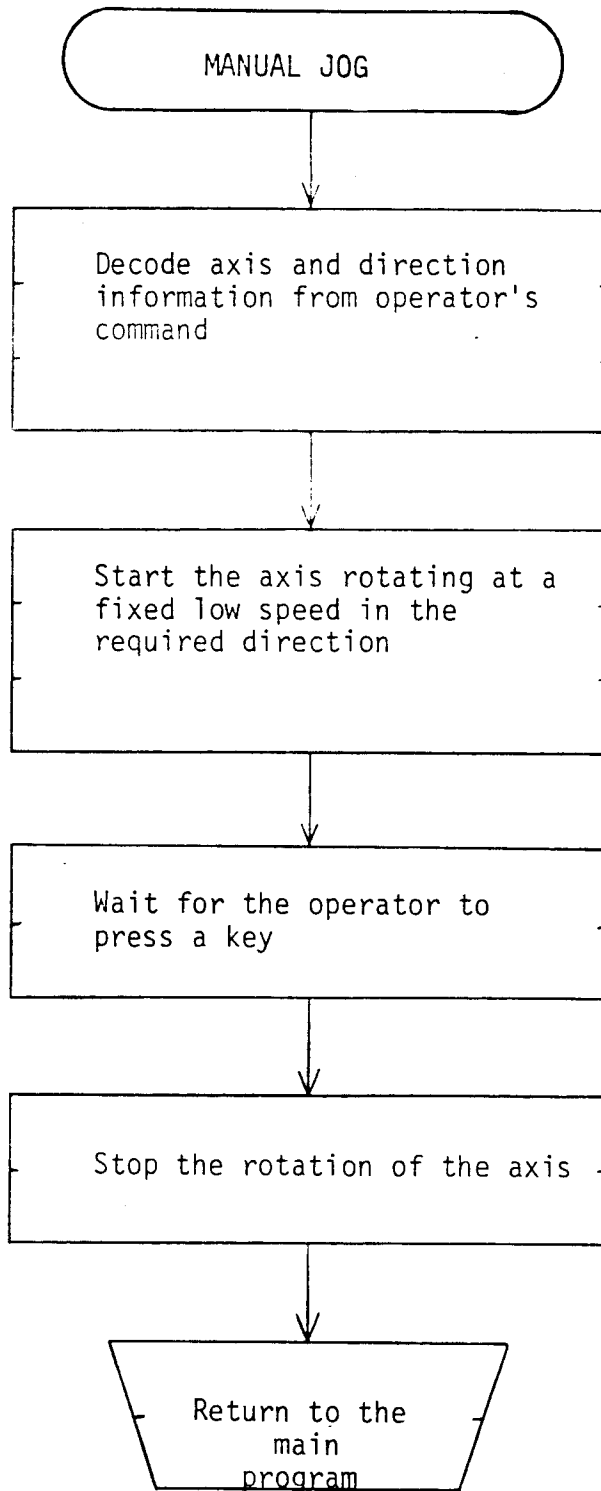 MANUAL JOG
Decode axis and direction
information from operator's
command
Start the axis rotating at a
fixed low speed in the
required direction
Wait for the operator to
press a key
Stop the rotation of the axis
Return to the
main
program